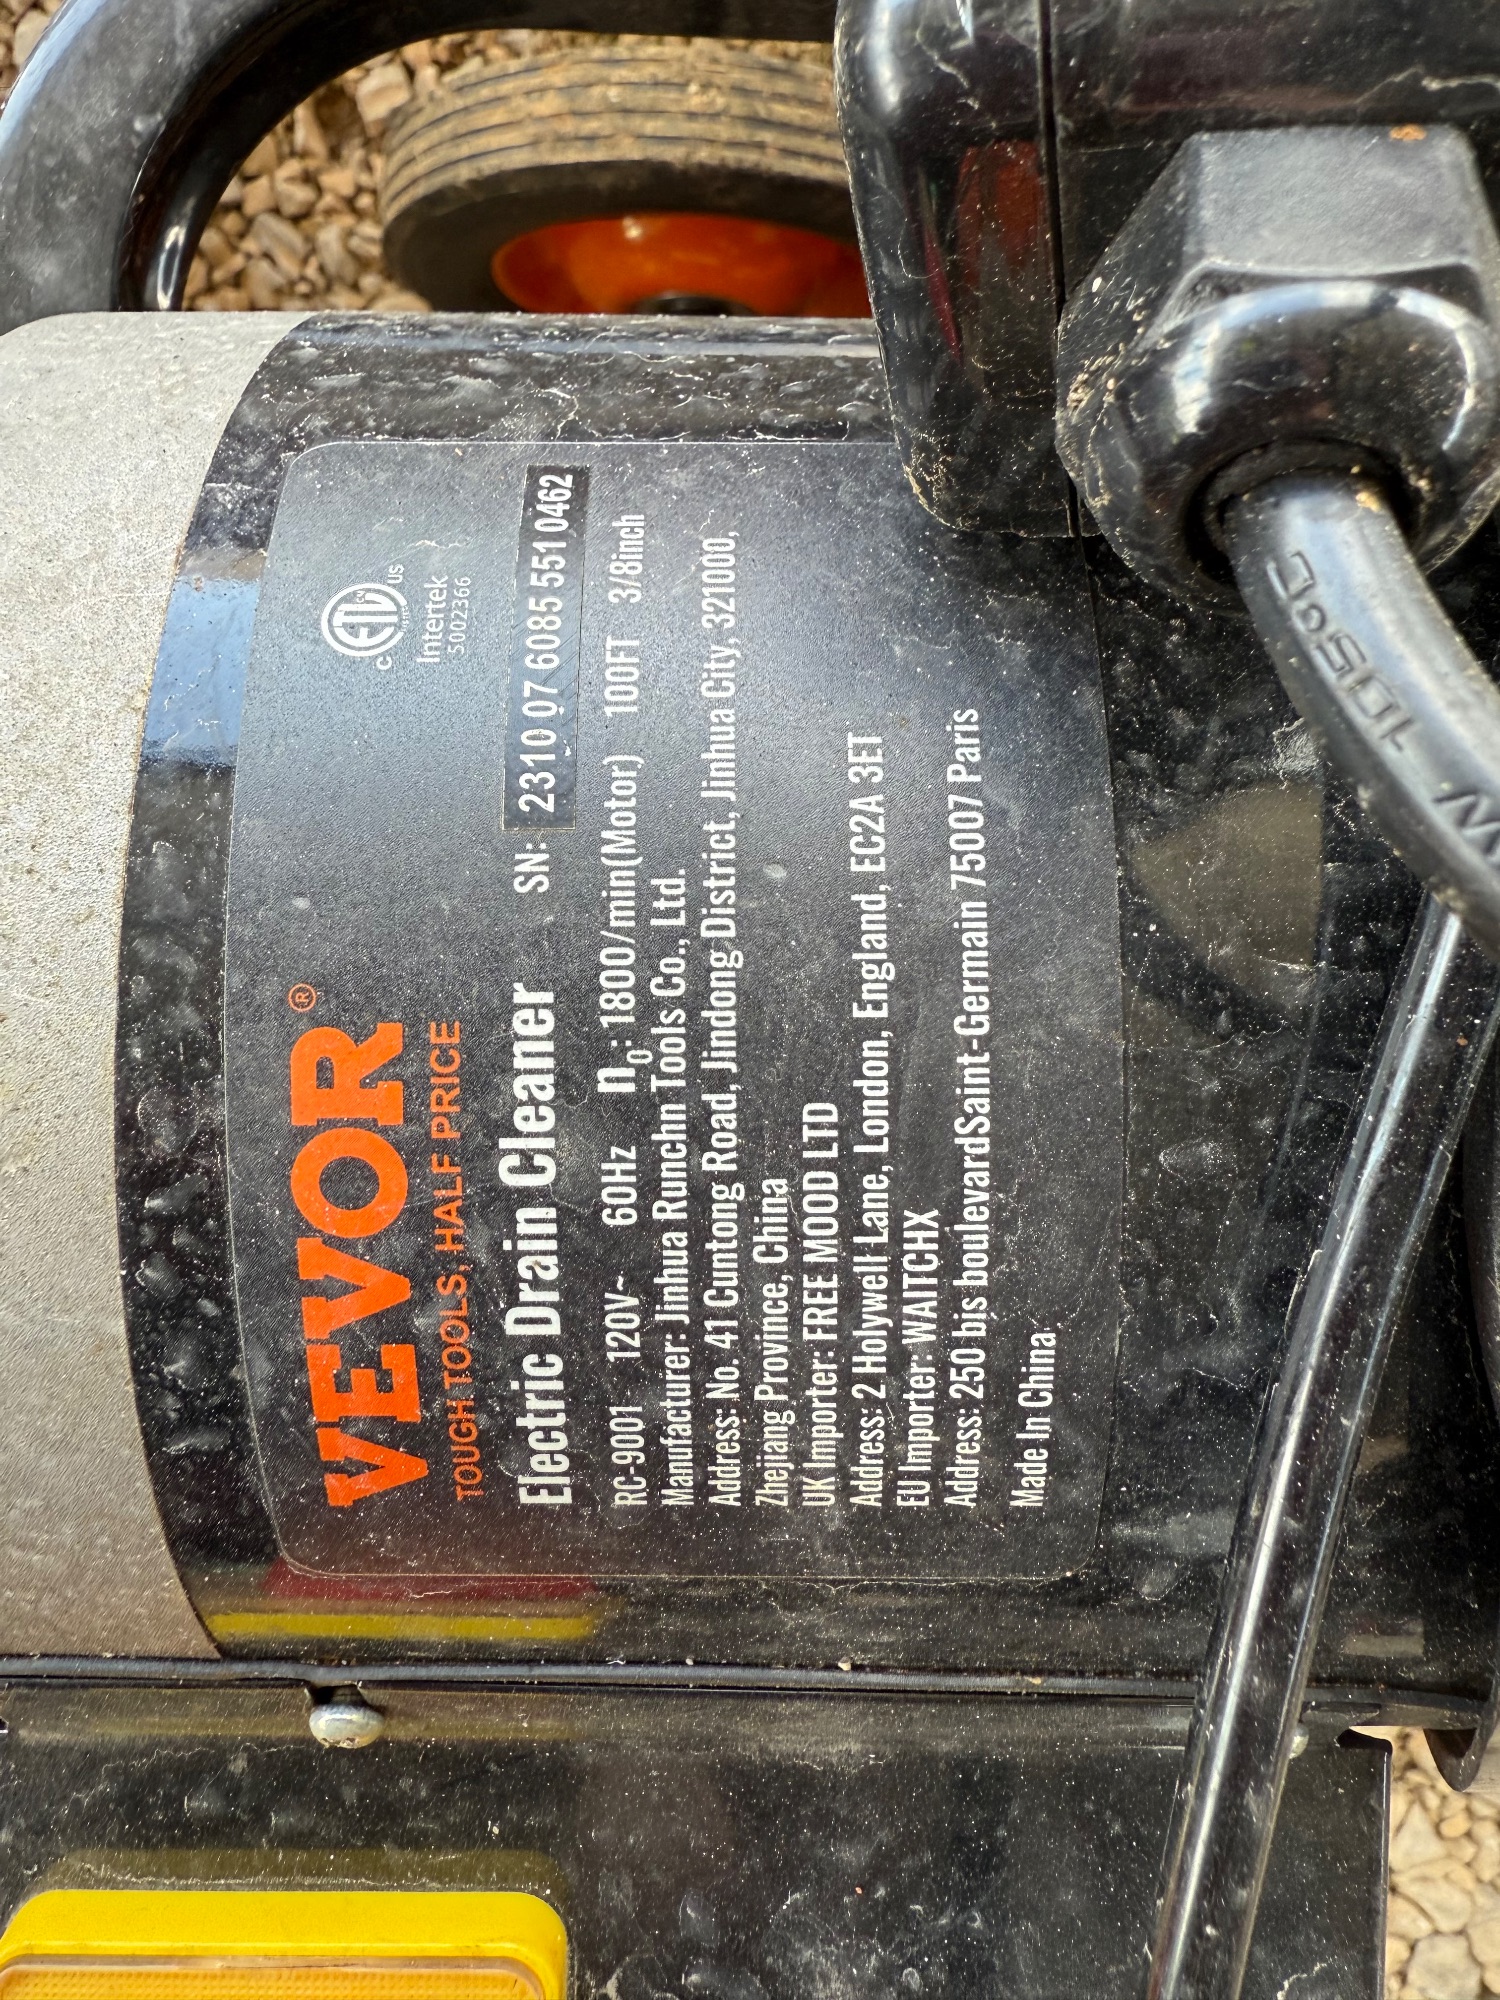 VEVOR®
TOUGH TOOLS, HALF PRICE
c ETL us
Intertek
5002366
Electric Drain Cleaner SN: 2310 07 6085 551 0462
RC-9001 120V~ 60Hz n0: 1800/min(Motor) 100FT 3/8inch
Manufacturer: Jinhua Runchn Tools Co., Ltd.
Address: No. 41 Cuntong Road, Jindong District, Jinhua City, 321000,
Zhejiang Province, China
UK Importer: FREE MOOD LTD
Address: 2 Holywell Lane, London, England, EC2A 3ET
EU Importer: WAITCHX
Address: 250 bis boulevardSaint-Germain 75007 Paris
Made In China
105°C